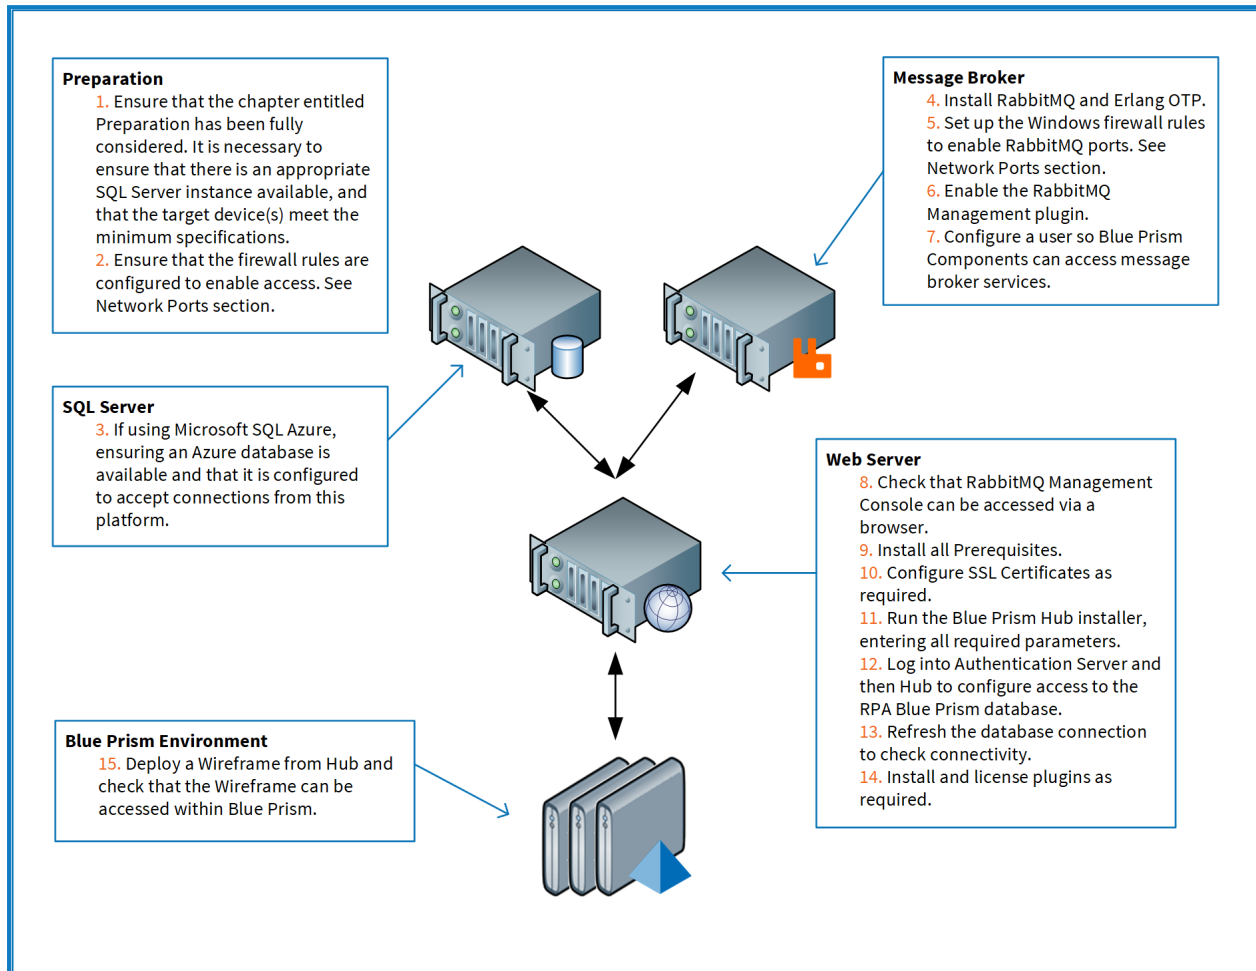 Preparation
1. Ensure that the chapter entitled
Preparation has been fully
considered. It is necessary to
ensure that there is an appropriate
SQL Server instance available, and
that the target device(s) meet the
minimum specifications.
2. Ensure that the firewall rules are
configured to enable access. See
Network Ports section.
Message Broker
4. Install RabbitMQ and Erlang OTP.
5. Set up the Windows firewall rules
to enable RabbitMQ ports. See
Network Ports section.
6. Enable the RabbitMQ
Management plugin.
7. Configure a user so Blue Prism
Components can access message
broker services.
SQL Server
3. If using Microsoft SQL Azure,
ensuring an Azure database is
available and that it is configured
to accept connections from this
platform.
Web Server
8. Check that RabbitMQ Management
Console can be accessed via a
browser.
9. Install all Prerequisites.
10. Configure SSL Certificates as
required.
11. Run the Blue Prism Hub installer,
entering all required parameters.
12. Log into Authentication Server and
then Hub to configure access to the
RPA Blue Prism database.
13. Refresh the database connection
to check connectivity.
14. Install and license plugins as
required.
Blue Prism Environment
15. Deploy a Wireframe from Hub and
check that the Wireframe can be
accessed within Blue Prism.